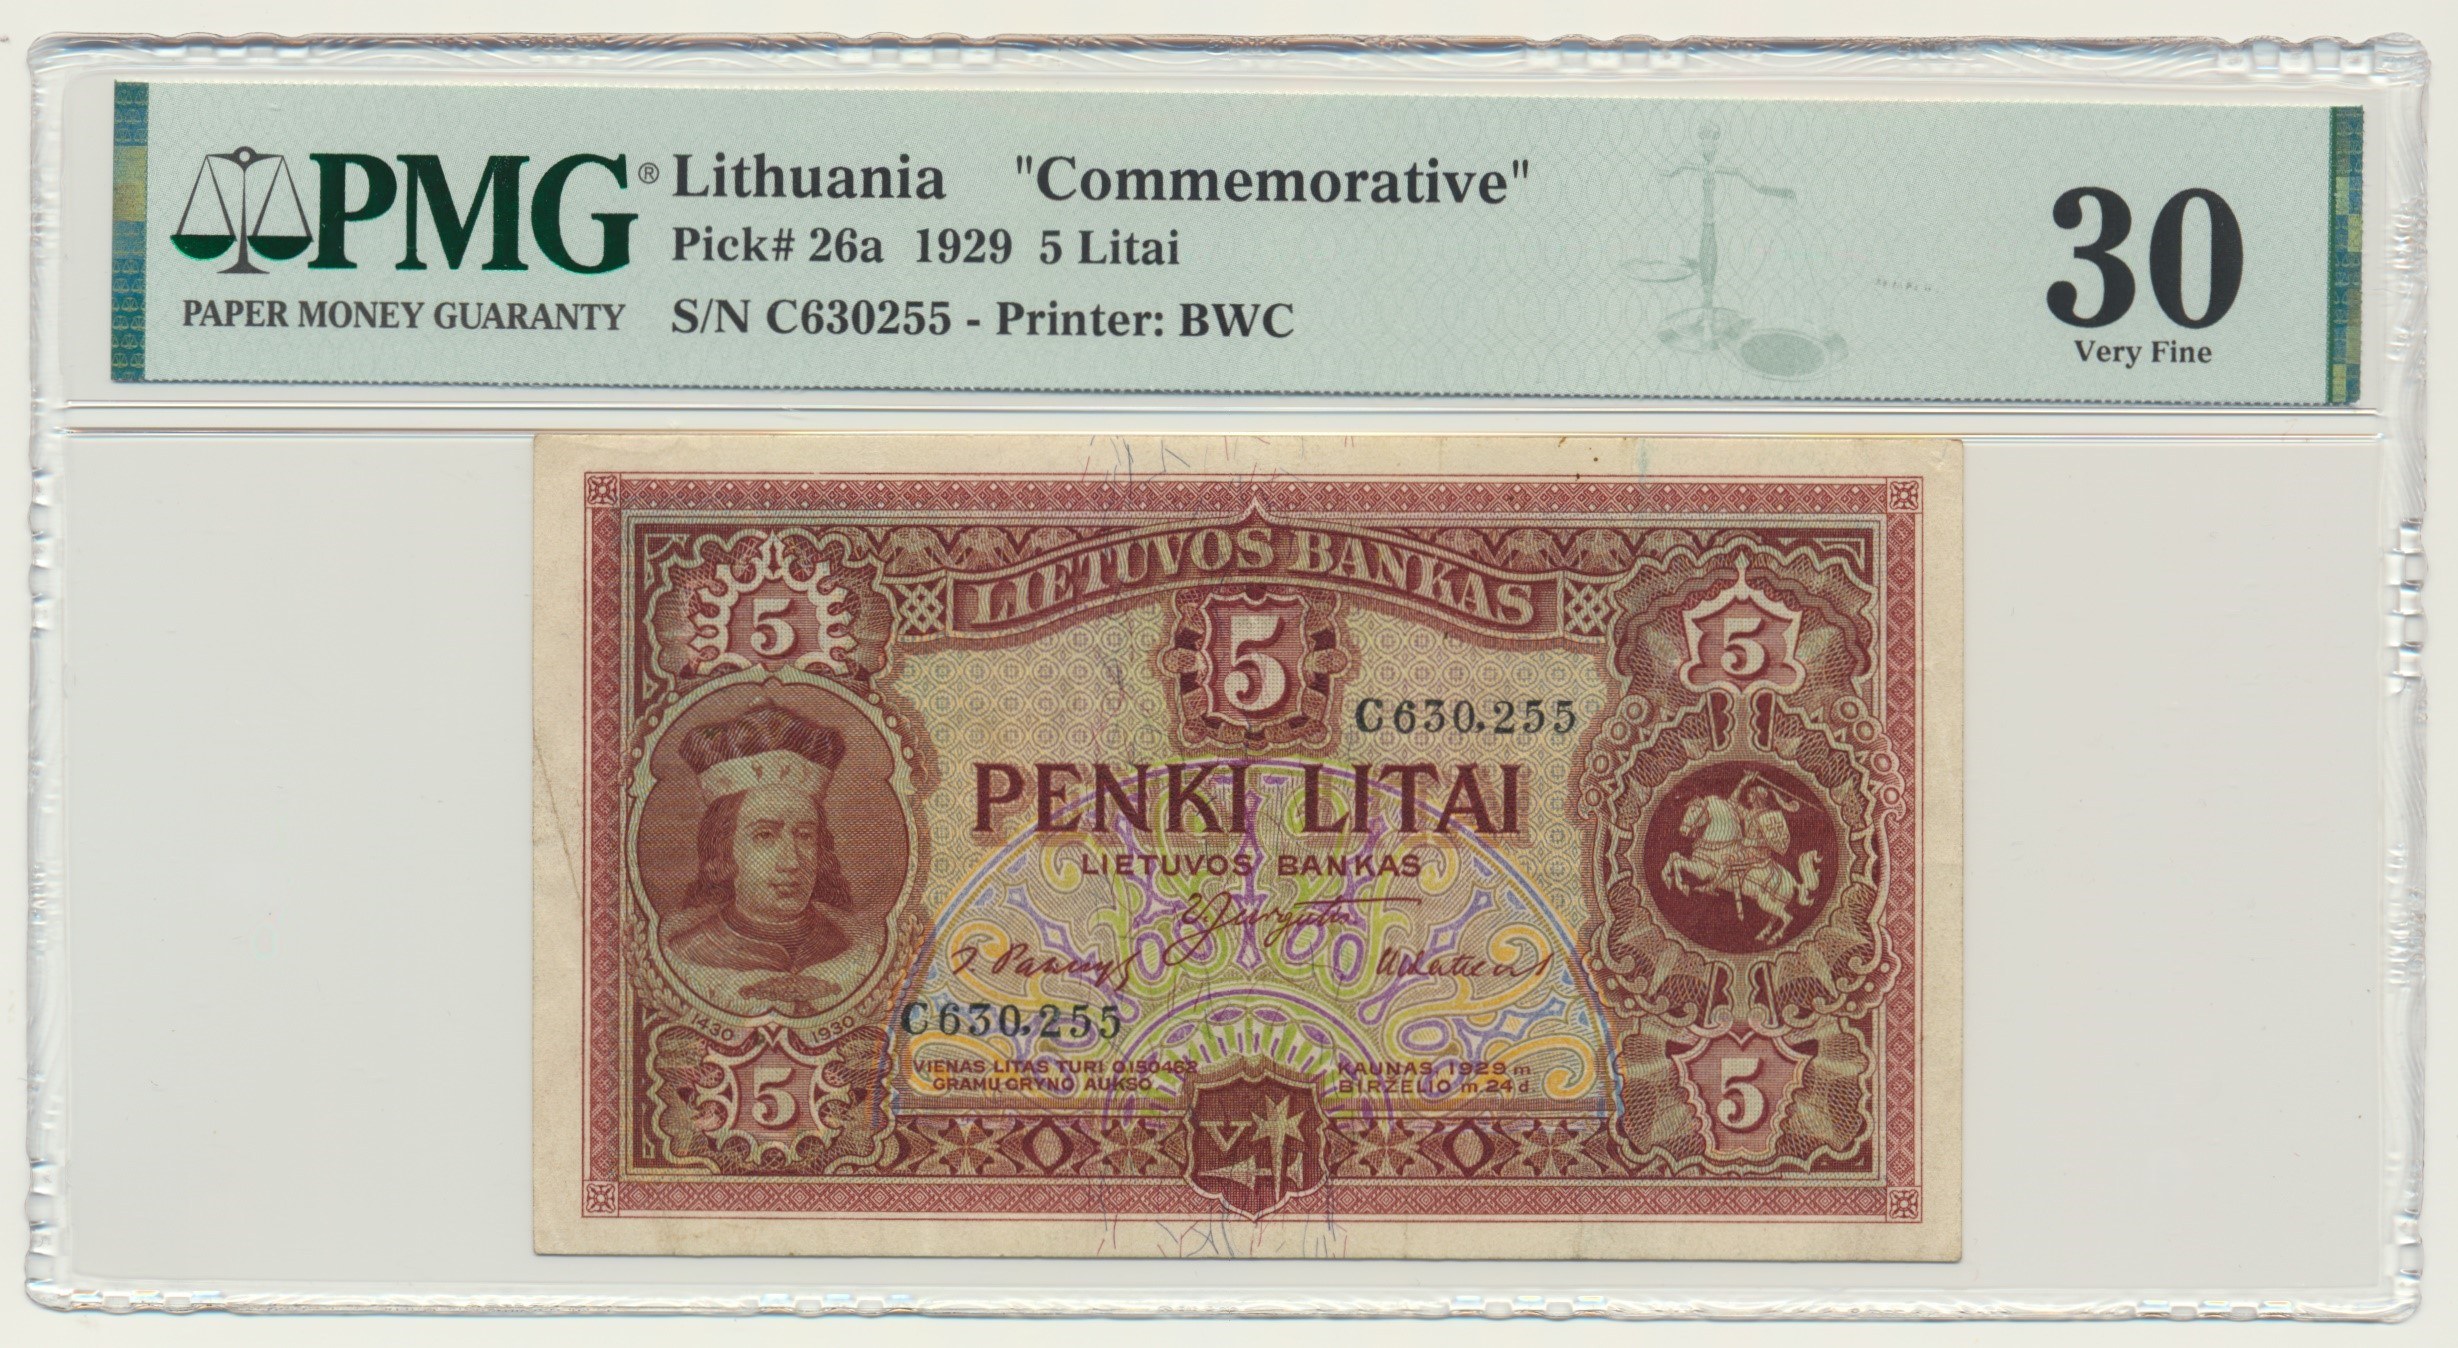 PMG® Lithuania "Commemorative"
Pick# 26a 1929 5 Litai
PAPER MONEY GUARANTY
S/N C630255 - Printer: BWC
30
Very Fine
LIETUVOS BANKAS
5 5 5
C630.255
PENKI LITAI
LIETUVOS BANKAS
C630.255
1430 1930
VIENAS LITAS TURI 0.150462
GRAMŲ GRYNO AUKSO
KAUNAS, 1929 m
BIRŽELIO m. 24 d.
5 5